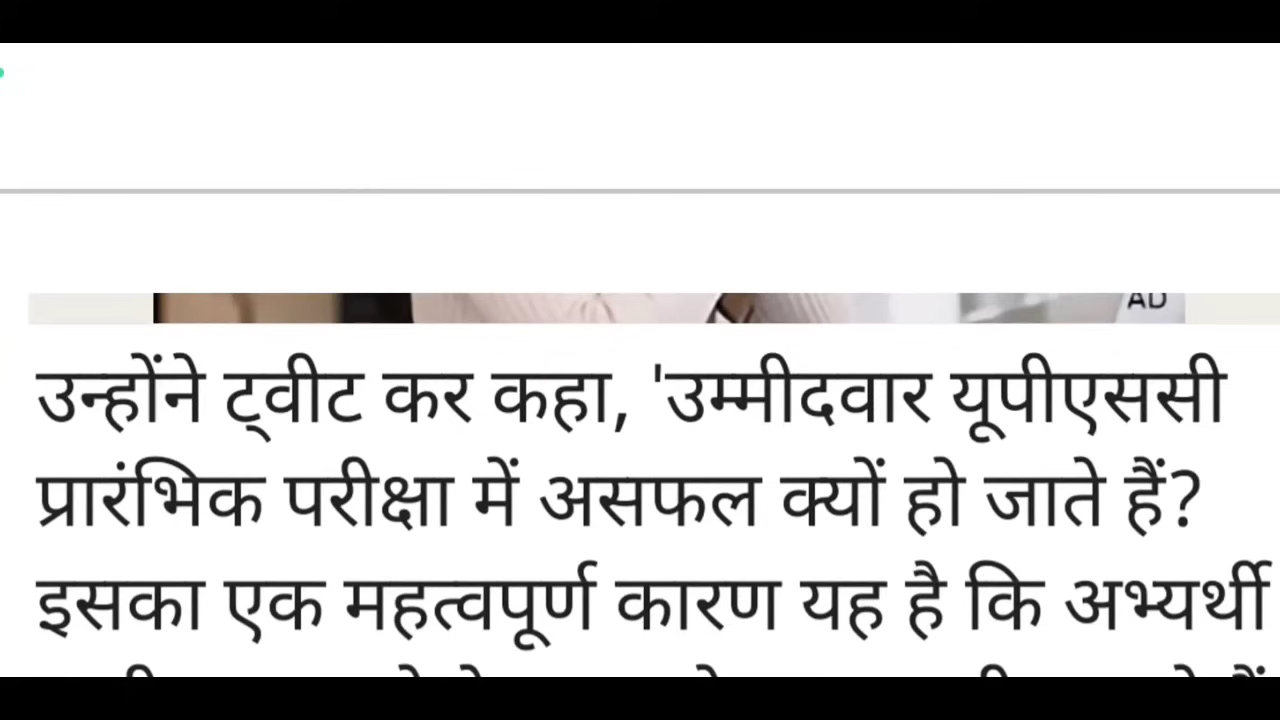 AD
उन्होंने ट्वीट कर कहा, 'उम्मीदवार यूपीएससी
प्रारंभिक परीक्षा में असफल क्यों हो जाते हैं?
इसका एक महत्वपूर्ण कारण यह है कि अभ्यर्थी